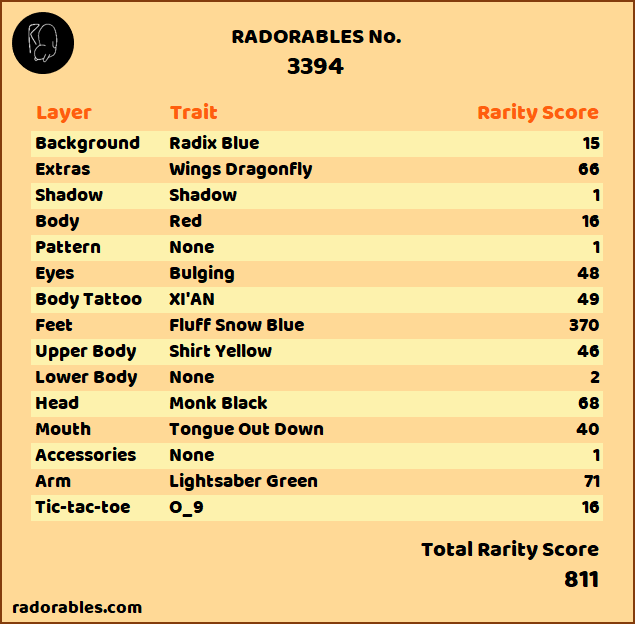 RADORABLES No.
3394
Layer Trait Rarity Score
Background Radix Blue 15
Extras Wings Dragonfly 66
Shadow Shadow 1
Body Red 16
Pattern None 1
Eyes Bulging 48
Body Tattoo XI'AN 49
Feet Fluff Snow Blue 370
Upper Body Shirt Yellow 46
Lower Body None 2
Head Monk Black 68
Mouth Tongue Out Down 40
Accessories None 1
Arm Lightsaber Green 71
Tic-tac-toe O_9 16
Total Rarity Score
811
radorables.com